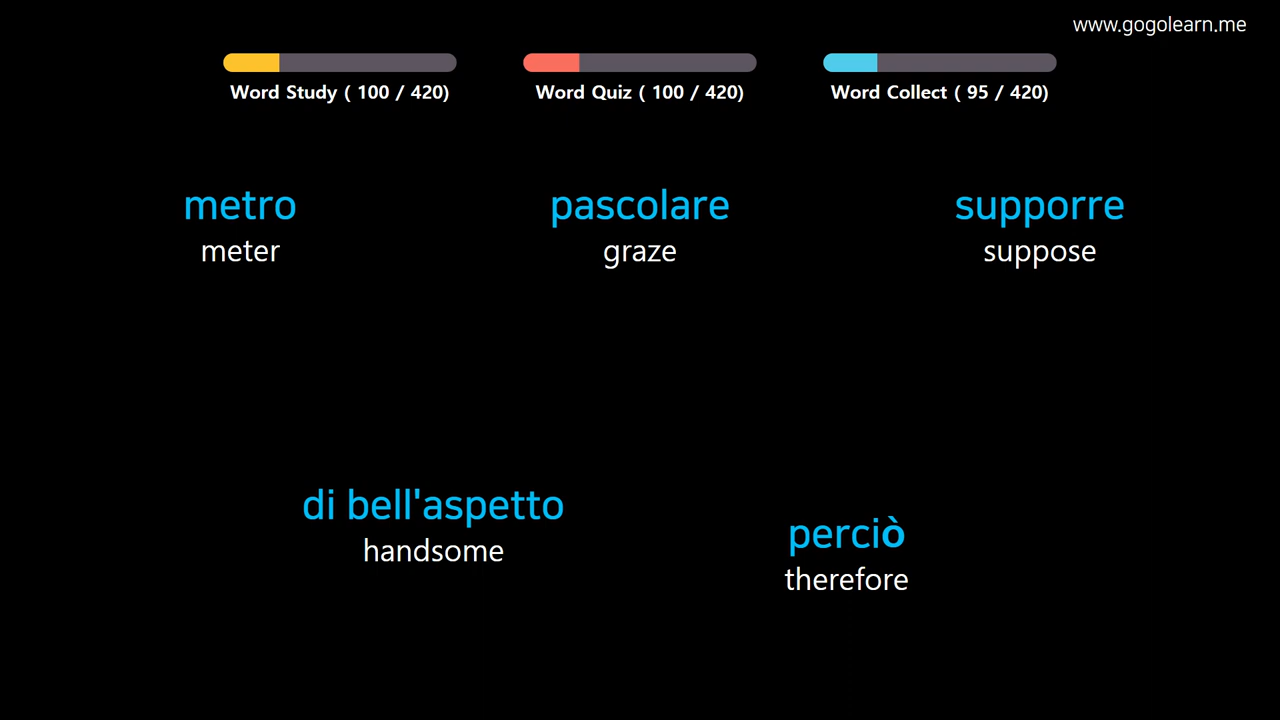 www.gogolearn.me
Word Study ( 100 / 420)
Word Quiz ( 100 / 420)
Word Collect ( 95 / 420)
metro
meter
pascolare
graze
supporre
suppose
di bell'aspetto
handsome
perciò
therefore